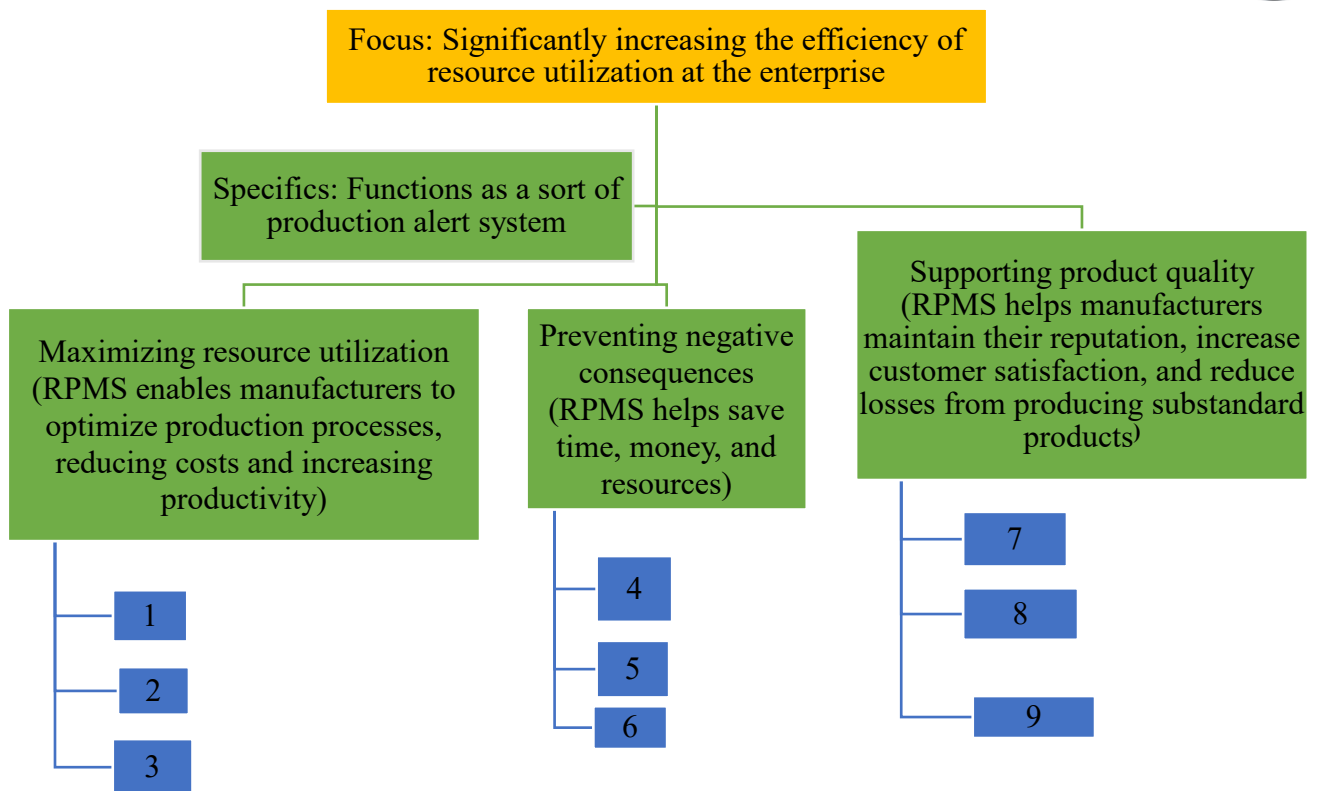 Focus: Significantly increasing the efficiency of
resource utilization at the enterprise
Specifics: Functions as a sort of
production alert system
Maximizing resource utilization
(RPMS enables manufacturers to
optimize production processes,
reducing costs and increasing
productivity)
1
2
3
Preventing negative
consequences
(RPMS helps save
time, money, and
resources)
4
5
6
Supporting product quality
(RPMS helps manufacturers
maintain their reputation, increase
customer satisfaction, and reduce
losses from producing substandard
products)
7
8
9